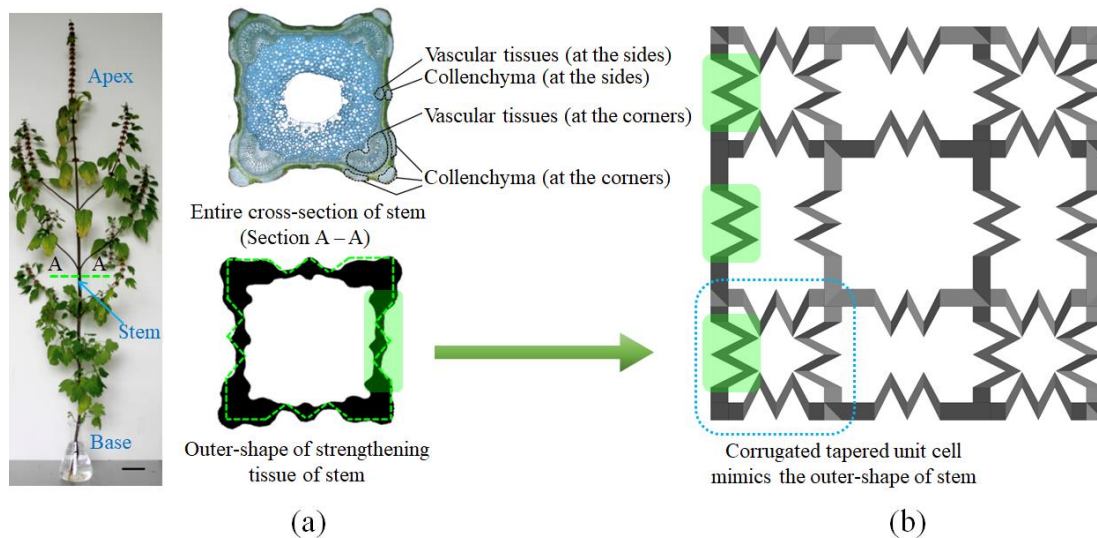 Apex
A
A
Stem
Base
Vascular tissues (at the sides)
Collenchyma (at the sides)
Vascular tissues (at the corners)
Collenchyma (at the corners)
Entire cross-section of stem
(Section A – A)
Outer-shape of strengthening
tissue of stem
Corrugated tapered unit cell
mimics the outer-shape of stem
(a)
(b)